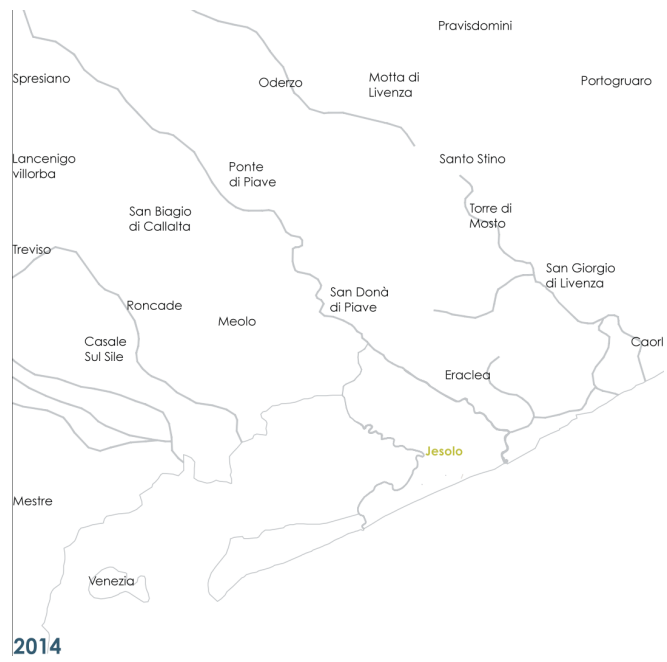 Pravisdomini
Spresiano
Oderzo
Motta di
Livenza
Portogruaro
Lancenigo
villorba
Ponte
di Piave
Santo Stino
San Biagio
di Callalta
Torre di
Mosto
Treviso
San Giorgio
di Livenza
Roncade
Meolo
San Donà
di Piave
Casale
Sul Sile
Caorl
Eraclea
Jesolo
Mestre
Venezia
2014